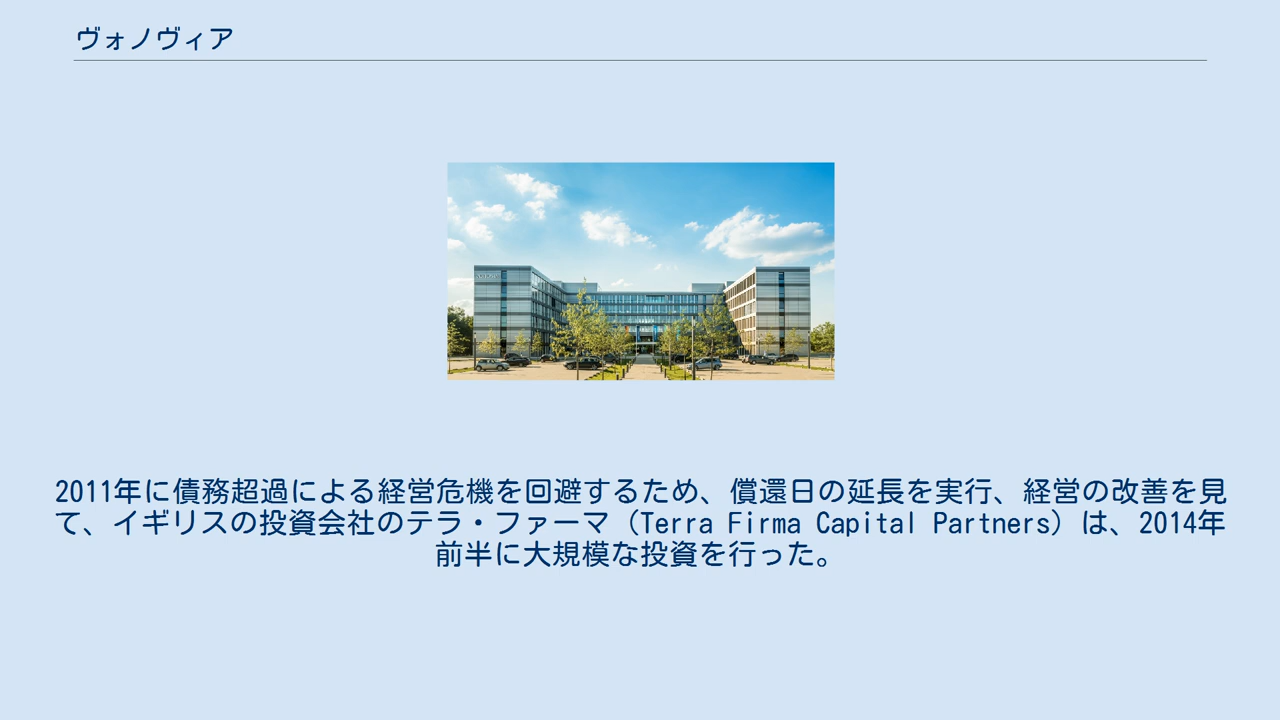 ヴォノヴィア
2011年に債務超過による経営危機を回避するため、償還日の延長を実行、経営の改善を見
て、イギリスの投資会社のテラ・ファーマ（Terra Firma Capital Partners）は、2014年
前半に大規模な投資を行った。